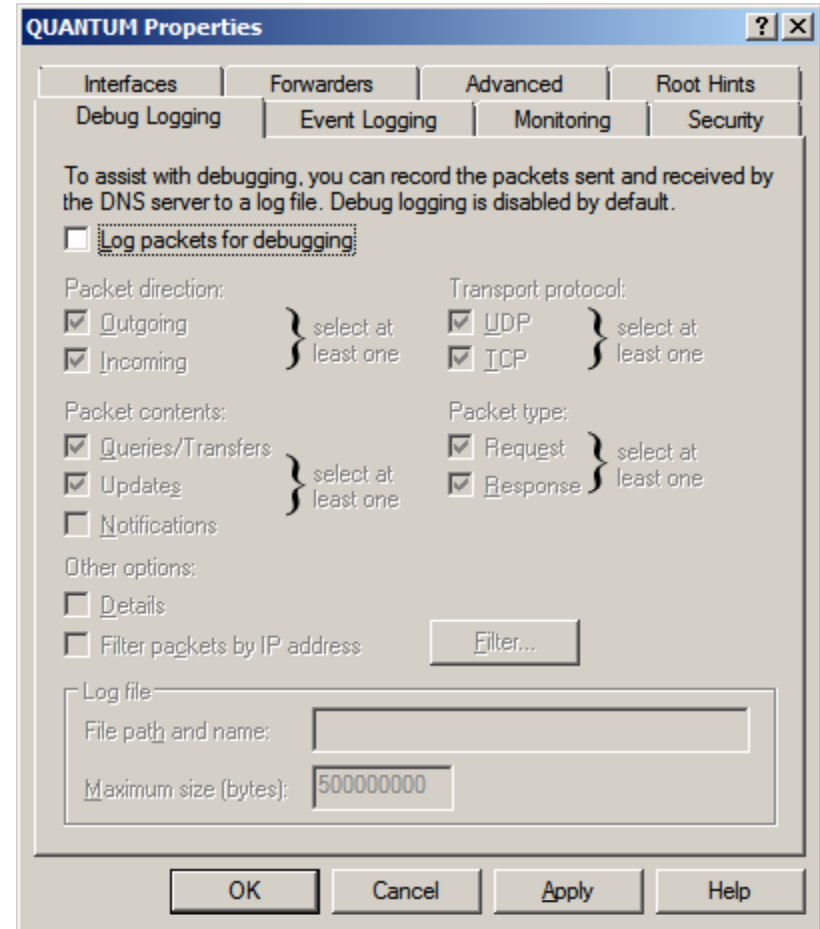 QUANTUM Properties
Interfaces Forwarders Advanced Root Hints
Debug Logging Event Logging Monitoring Security
To assist with debugging, you can record the packets sent and received by
the DNS server to a log file. Debug logging is disabled by default.
Log packets for debugging
Packet direction:
Outgoing
Incoming
select at
least one
Transport protocol:
UDP
TCP
select at
least one
Packet contents:
Queries/Transfers
Updates
Notifications
select at
least one
Packet type:
Request
Response
select at
least one
Other options:
Details
Filter packets by IP address
Filter...
Log file
File path and name:
Maximum size (bytes): 500000000
OK Cancel Apply Help